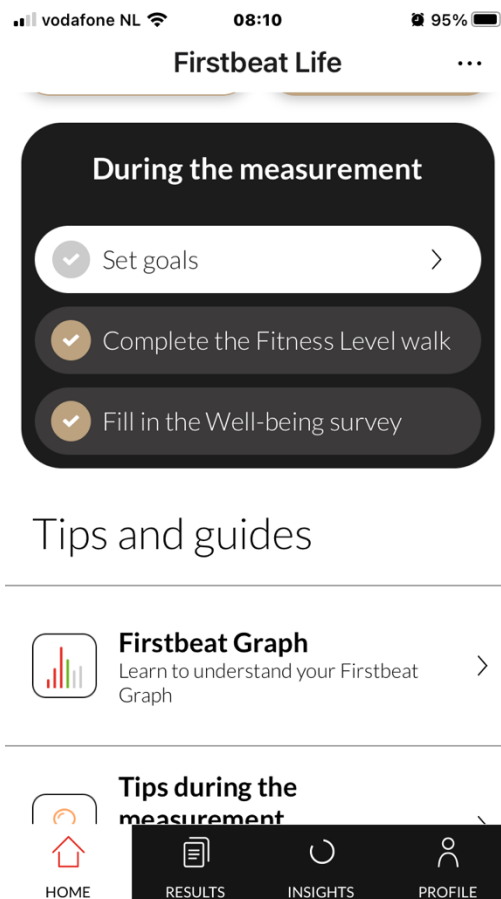 vodafone NL 08:10 95%
Firstbeat Life
During the measurement
Set goals
Complete the Fitness Level walk
Fill in the Well-being survey
Tips and guides
Firstbeat Graph
Learn to understand your Firstbeat
Graph
Tips during the
measurement
HOME RESULTS INSIGHTS PROFILE